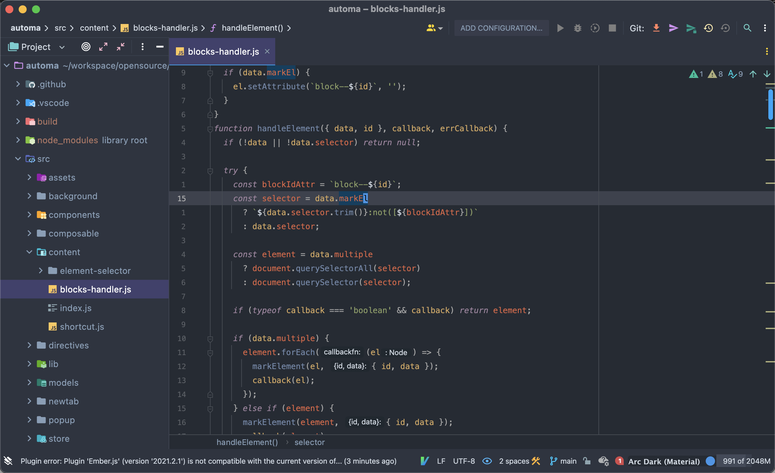 automa – blocks-handler.js
automa › src › content › blocks-handler.js › handleElement() ›
ADD CONFIGURATION...
Git:
Project
blocks-handler.js
automa ~/workspace/opensource/
.github
.vscode
build
node_modules library root
src
assets
background
components
composable
content
element-selector
blocks-handler.js
index.js
shortcut.js
directives
lib
models
newtab
popup
store
1 8 9
9 if (data.markEl) {
8 el.setAttribute(`block--${id}`, '');
7 }
6 }
5 function handleElement({ data, id }, callback, errCallback) {
4 if (!data || !data.selector) return null;
3
2 try {
1 const blockIdAttr = `block--${id}`;
15 const selector = data.markEl
1 ? `${data.selector.trim()}:not([${blockIdAttr}])`
2 : data.selector;
3
4 const element = data.multiple
5 ? document.querySelectorAll(selector)
6 : document.querySelector(selector);
7
8 if (typeof callback === 'boolean' && callback) return element;
9
10 if (data.multiple) {
11 element.forEach( callbackfn: (el : Node ) => {
12 markElement(el, {id, data}: { id, data });
13 callback(el);
14 });
15 } else if (element) {
16 markElement(element, {id, data}: { id, data });
handleElement() › selector
Plugin error: Plugin 'Ember.js' (version '2021.2.1') is not compatible with the current version of... (3 minutes ago)
LF UTF-8 2 spaces main 1 Arc Dark (Material) 991 of 2048M